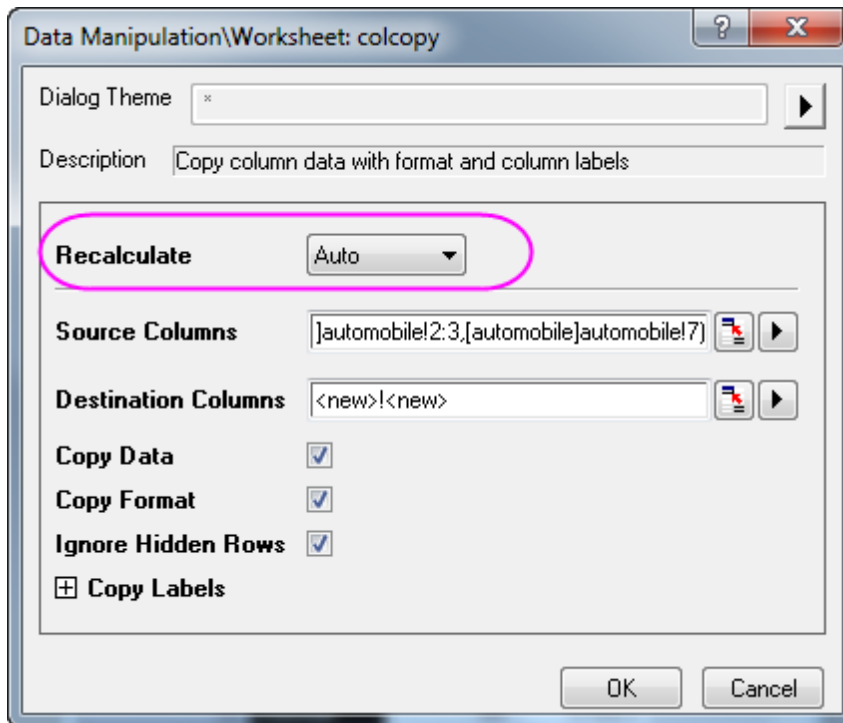 Data Manipulation\Worksheet: colcopy
Dialog Theme *
Description Copy column data with format and column labels
Recalculate Auto
Source Columns ]automobile!2:3,[automobile]automobile!7)
Destination Columns <new>!<new>
Copy Data
Copy Format
Ignore Hidden Rows
Copy Labels
OK Cancel